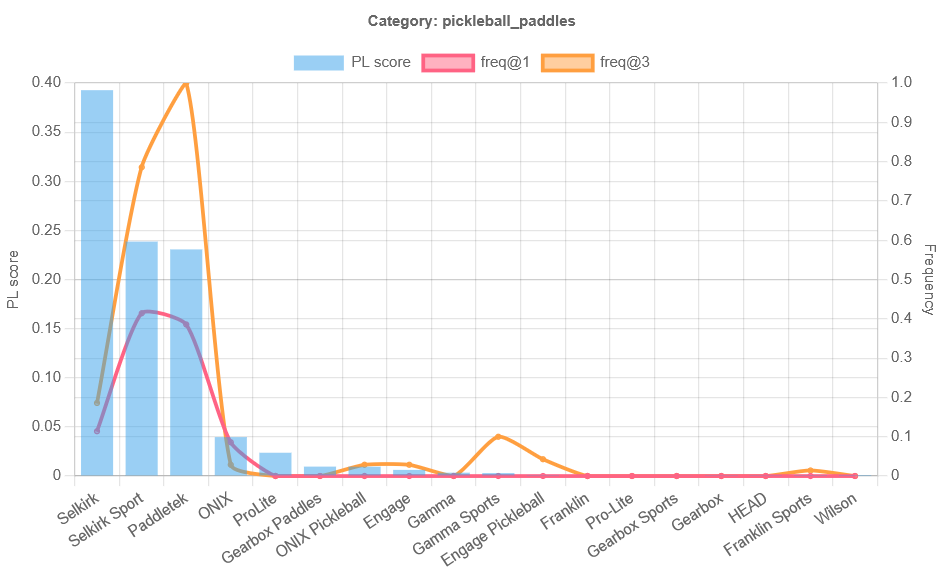 Category: pickleball_paddles
PL score
freq@1
freq@3
0.40
0.35
0.30
0.25
0.20
0.15
0.10
0.05
0
PL score
1.0
0.9
0.8
0.7
0.6
0.5
0.4
0.3
0.2
0.1
0
Frequency
Selkirk
Selkirk Sport
Paddletek
ONIX
ProLite
Gearbox Paddles
ONIX Pickleball
Engage
Gamma
Gamma Sports
Engage Pickleball
Franklin
Pro-Lite
Gearbox Sports
Gearbox
HEAD
Franklin Sports
Wilson